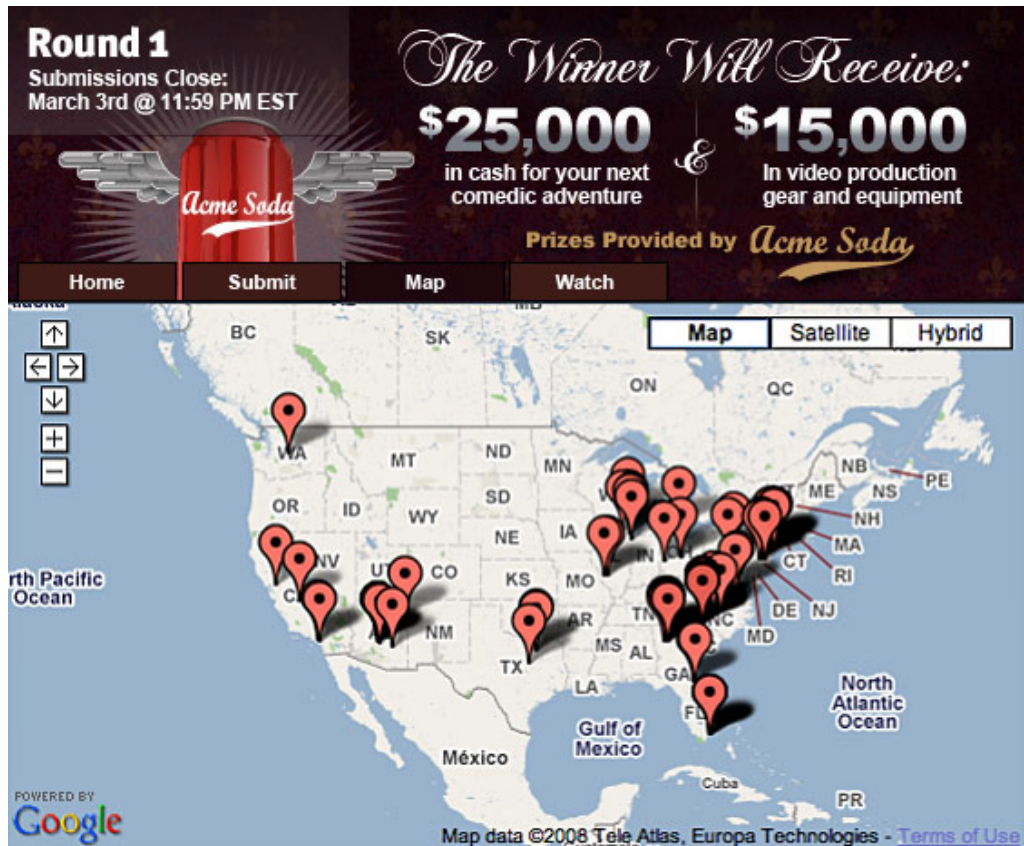 Round 1
Submissions Close:
March 3rd @ 11:59 PM EST
The Winner Will Receive:
$25,000
in cash for your next
comedic adventure
&
$15,000
In video production
gear and equipment
Acme Soda
Prizes Provided by Acme Soda
Home
Submit
Map
Watch
Map
Satellite
Hybrid
BC
SK
ON
QC
NB
PE
NS
WA
MT
ND
MN
ME
NH
OR
ID
SD
WY
MA
NE
IA
IN
CT
RI
NV
CO
KS
MO
DE
NJ
MD
NM
AR
TN
NC
MS
AL
TX
GA
LA
rth Pacific
Ocean
North
Atlantic
Ocean
Gulf of
Mexico
México
Cuba
PR
POWERED BY
Google
Map data ©2008 Tele Atlas, Europa Technologies - Terms of Use